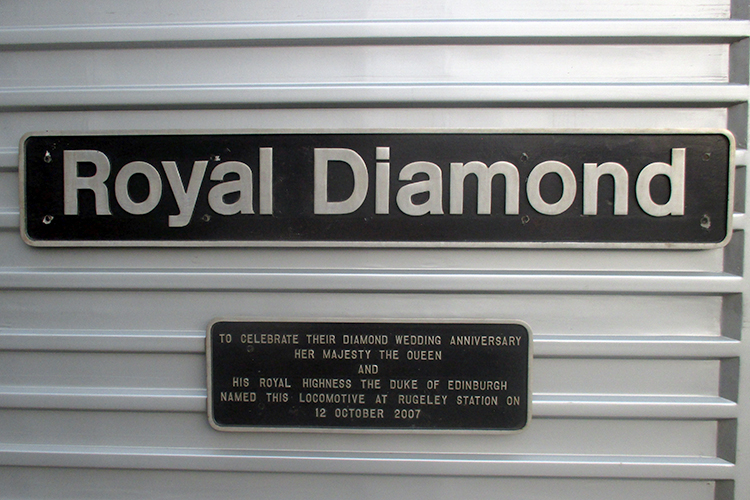 Royal Diamond
TO CELEBRATE THEIR DIAMOND WEDDING ANNIVERSARY
HER MAJESTY THE QUEEN
AND
HIS ROYAL HIGHNESS THE DUKE OF EDINBURGH
NAMED THIS LOCOMOTIVE AT RUGELEY STATION ON
12 OCTOBER 2007